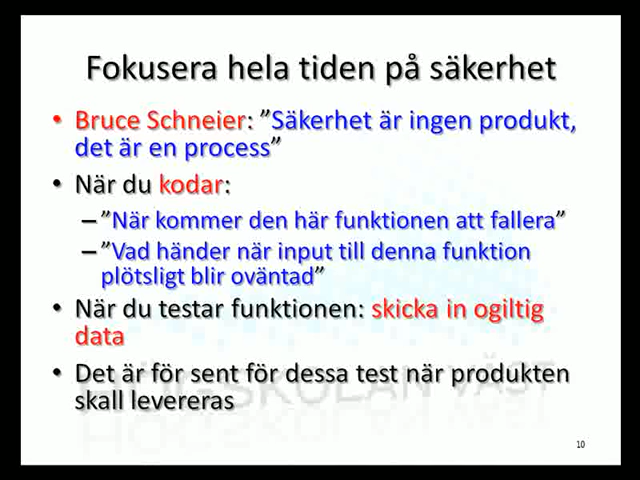 Fokusera hela tiden på säkerhet
• Bruce Schneier: ”Säkerhet är ingen produkt,
det är en process”
• När du kodar:
–”När kommer den här funktionen att fallera”
–”Vad händer när input till denna funktion
plötsligt blir oväntad”
• När du testar funktionen: skicka in ogiltig
data
• Det är för sent för dessa test när produkten
skall levereras
HÖGSKOLAN VÄST
10